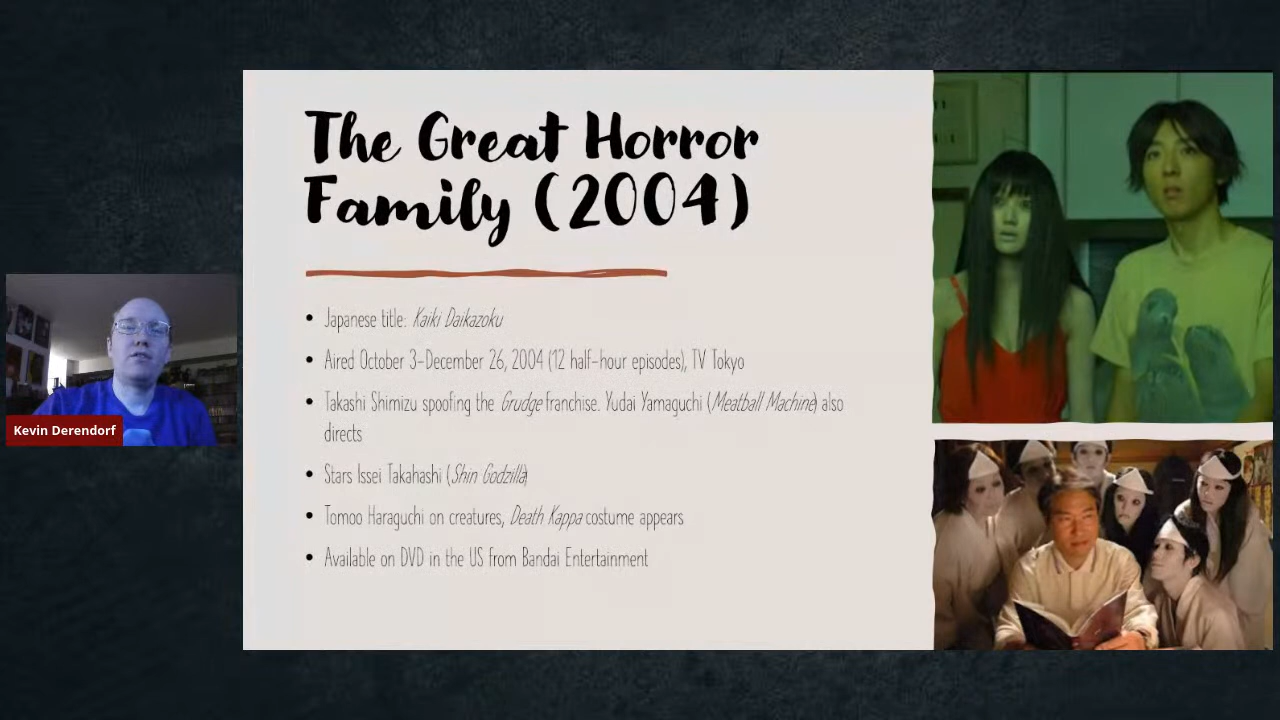 The Great Horror
Family (2004)
• Japanese title: Kaiki Daikazoku
• Aired October 3-December 26, 2004 (12 half-hour episodes), TV Tokyo
• Takashi Shimizu spoofing the Grudge franchise. Yudai Yamaguchi (Meatball Machine) also
directs
• Stars Issei Takahashi (Shin Godzilla)
• Tomoo Haraguchi on creatures, Death Kappa costume appears
• Available on DVD in the US from Bandai Entertainment
Kevin Derendorf